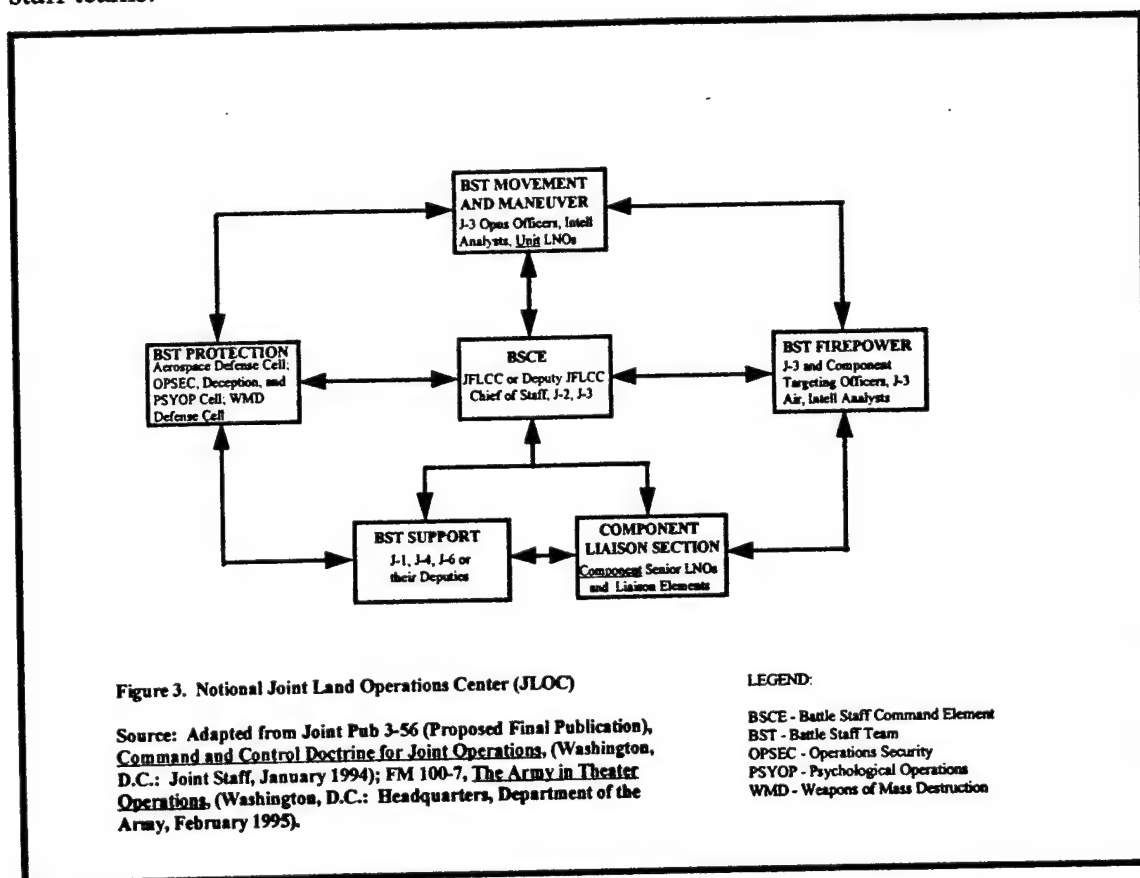 staff teams.
BST MOVEMENT
AND MANEUVER
J-3 Opns Officers, Intell
Analysts, Unit LNOs
BST PROTECTION
Aerospace Defense Cell;
OPSEC, Deception, and
PSYOP Cell; WMD
Defense Cell
BSCE
JFLCC or Deputy JFLCC
Chief of Staff, J-2, J-3
BST FIREPOWER
J-3 and Component
Targeting Officers, J-3
Air, Intell Analysts
BST SUPPORT
J-1, J-4, J-6 or
their Deputies
COMPONENT
LIAISON SECTION
Component Senior LNOs
and Liaison Elements
Figure 3. Notional Joint Land Operations Center (JLOC)
Source: Adapted from Joint Pub 3-56 (Proposed Final Publication),
Command and Control Doctrine for Joint Operations, (Washington,
D.C.: Joint Staff, January 1994); FM 100-7, The Army in Theater
Operations, (Washington, D.C.: Headquarters, Department of the
Army, February 1995).
LEGEND:
BSCE - Battle Staff Command Element
BST - Battle Staff Team
OPSEC - Operations Security
PSYOP - Psychological Operations
WMD - Weapons of Mass Destruction